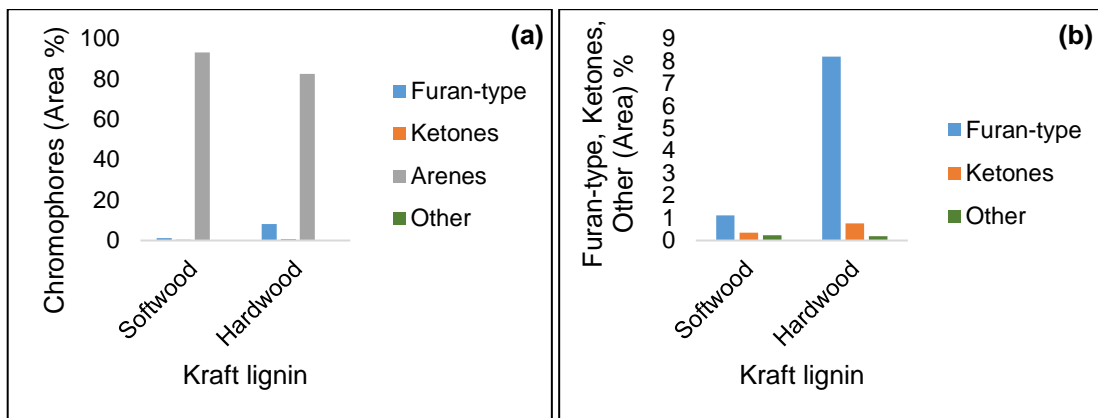 (a)
Chromophores (Area %)
100
80
60
40
20
0
Softwood
Hardwood
Kraft lignin
Furan-type
Ketones
Arenes
Other
(b)
Furan-type, Ketones,
Other (Area) %
9
8
7
6
5
4
3
2
1
0
Softwood
Hardwood
Kraft lignin
Furan-type
Ketones
Other